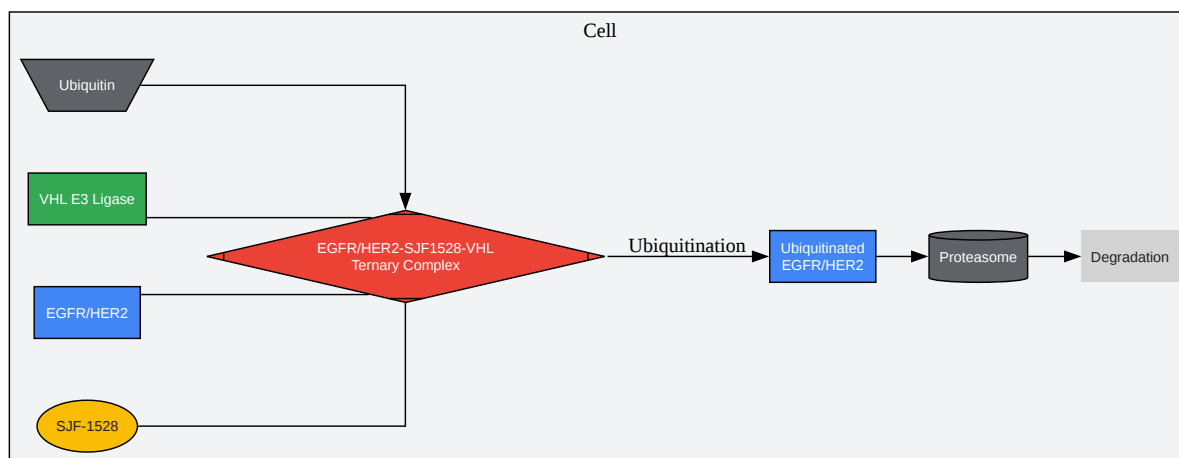 Cell
Ubiquitin
VHL E3 Ligase
EGFR/HER2-SJF1528-VHL
Ternary Complex
Ubiquitination
Ubiquitinated
EGFR/HER2
Proteasome
Degradation
EGFR/HER2
SJF-1528